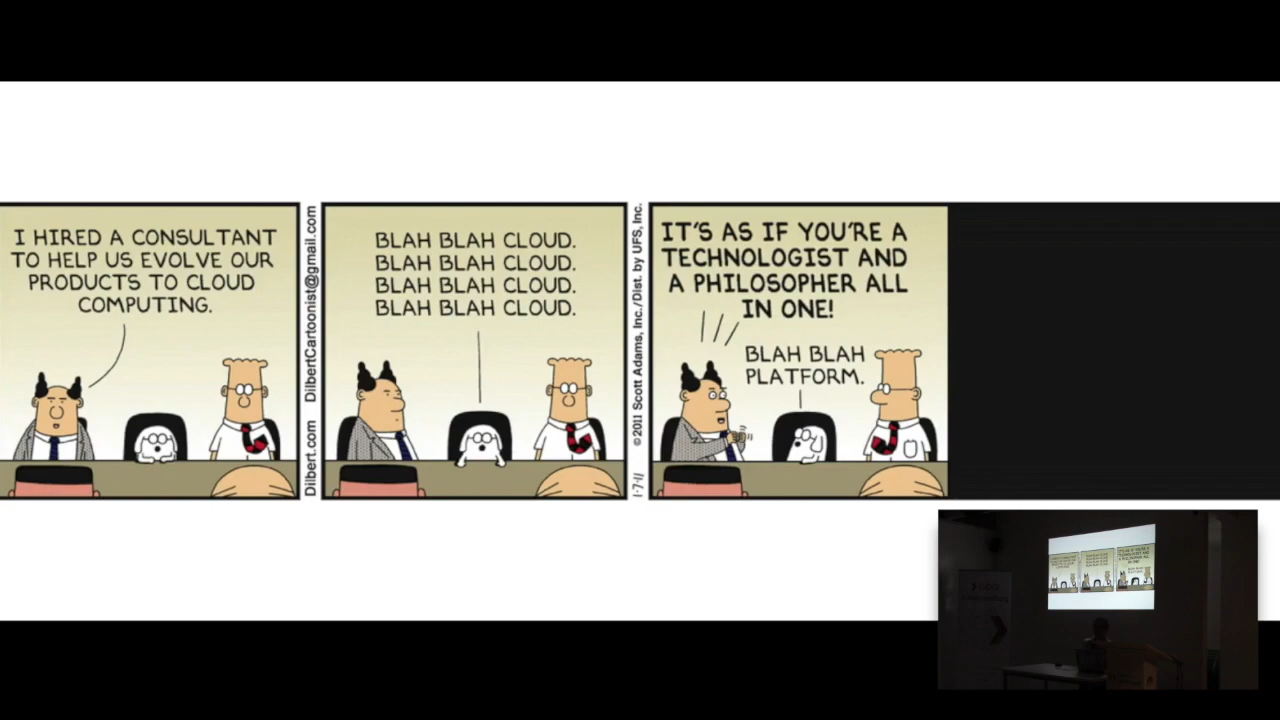 I HIRED A CONSULTANT
TO HELP US EVOLVE OUR
PRODUCTS TO CLOUD
COMPUTING.
Dilbert.com DilbertCartoonist@gmail.com
BLAH BLAH CLOUD.
BLAH BLAH CLOUD.
BLAH BLAH CLOUD.
BLAH BLAH CLOUD.
1-7-11 ©2011 Scott Adams, Inc./Dist. by UFS, Inc.
IT'S AS IF YOU'RE A
TECHNOLOGIST AND
A PHILOSOPHER ALL
IN ONE!
BLAH BLAH
PLATFORM.